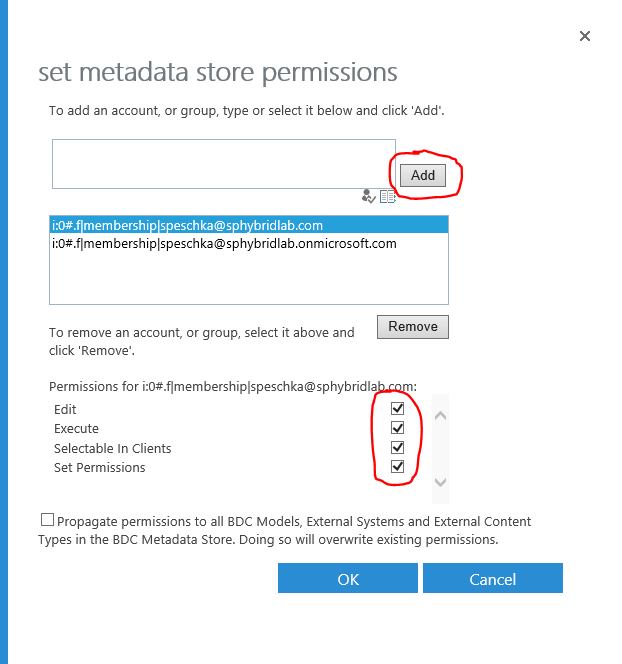 set metadata store permissions
To add an account, or group, type or select it below and click 'Add'.
Add
i:0#.f|membership|speschka@sphybridlab.com
i:0#.f|membership|speschka@sphybridlab.onmicrosoft.com
To remove an account, or group, select it above and
click 'Remove'.
Remove
Permissions for i:0#.f|membership|speschka@sphybridlab.com:
Edit
Execute
Selectable In Clients
Set Permissions
Propagate permissions to all BDC Models, External Systems and External Content
Types in the BDC Metadata Store. Doing so will overwrite existing permissions.
OK
Cancel